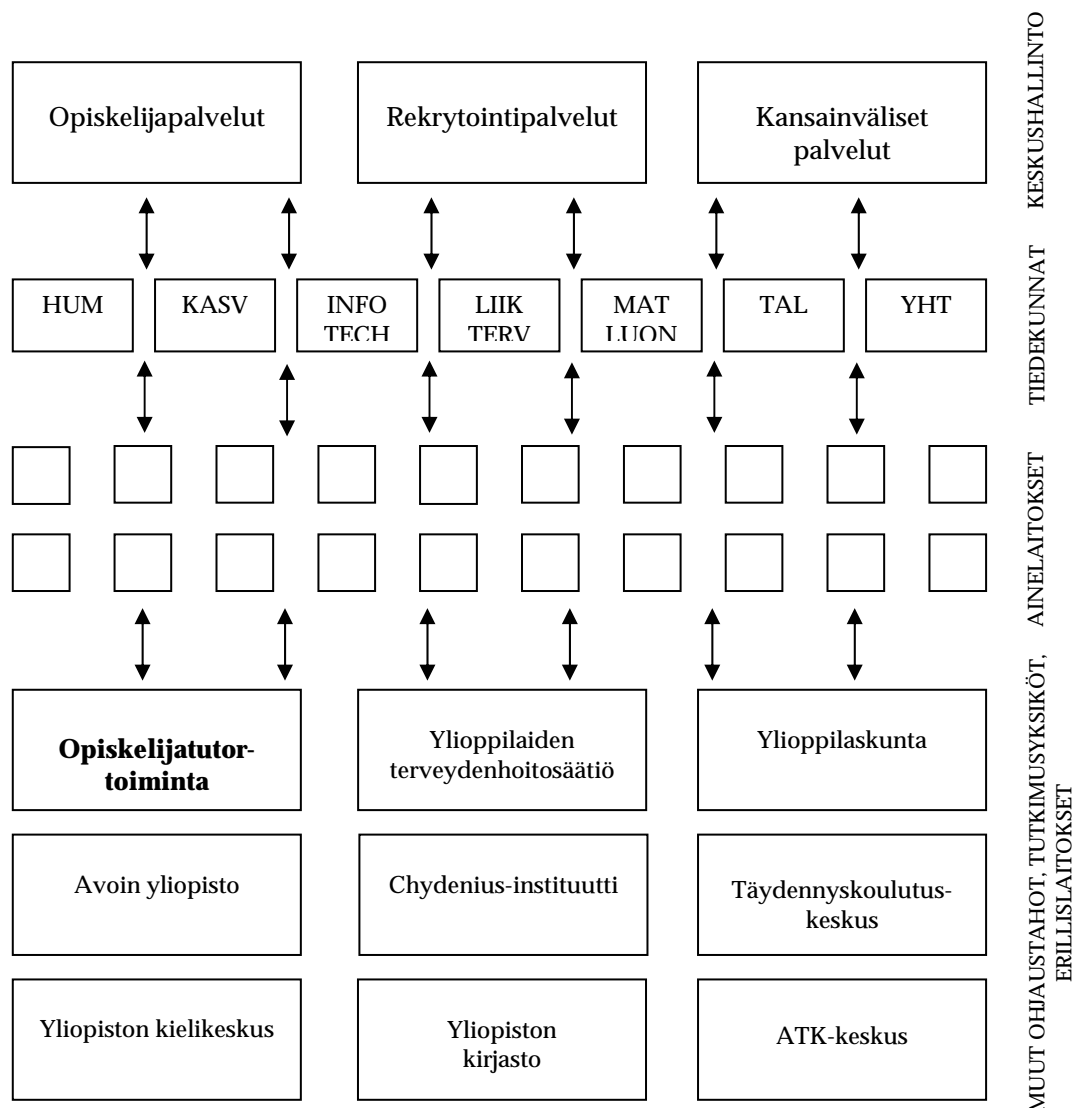 KESKUSHALLINTO
Opiskelijapalvelut
Rekrytointipalvelut
Kansainväliset
palvelut
TIEDEKUNNAT
HUM
KASV
INFO
TECH
LIIK
TERV
MAT
LUON
TAL
YHT
AINELAITOKSET
MUUT OHJAUSTAHOT, TUTKIMUSYKSIKÖT,
ERILLISLAITOKSET
Opiskelijatutor-
toiminta
Ylioppilaiden
terveydenhoitosäätiö
Ylioppilaskunta
Avoin yliopisto
Chydenius-instituutti
Täydennyskoulutus-
keskus
Yliopiston kielikeskus
Yliopiston
kirjasto
ATK-keskus